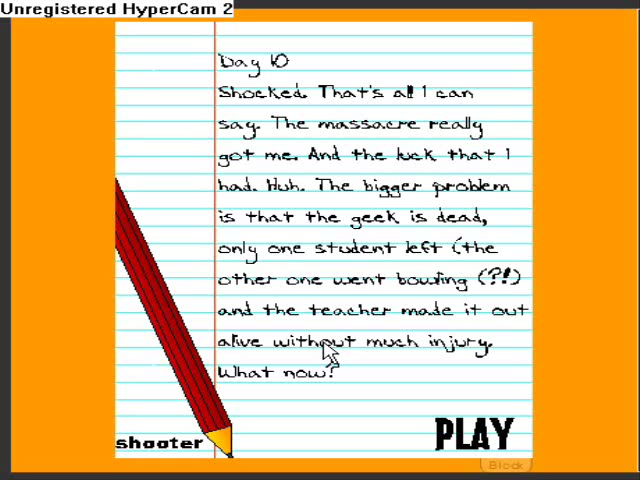 Unregistered HyperCam 2
Day 10
Shocked. That's all I can
say. The massacre really
got me. And the luck that I
had. Huh. The bigger problem
is that the geek is dead,
only one student left (the
other one went bowling (?!)
and the teacher made it out
alive without much injury.
What now?
shooter
PLAY
Block